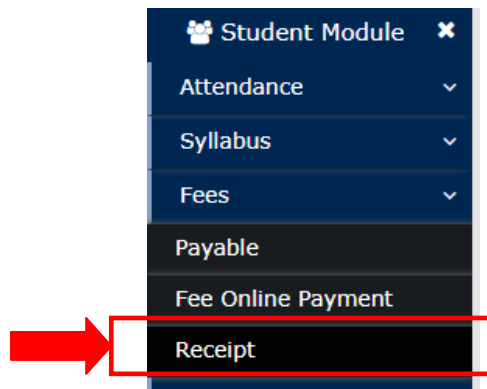 Student Module
Attendance
Syllabus
Fees
Payable
Fee Online Payment
Receipt